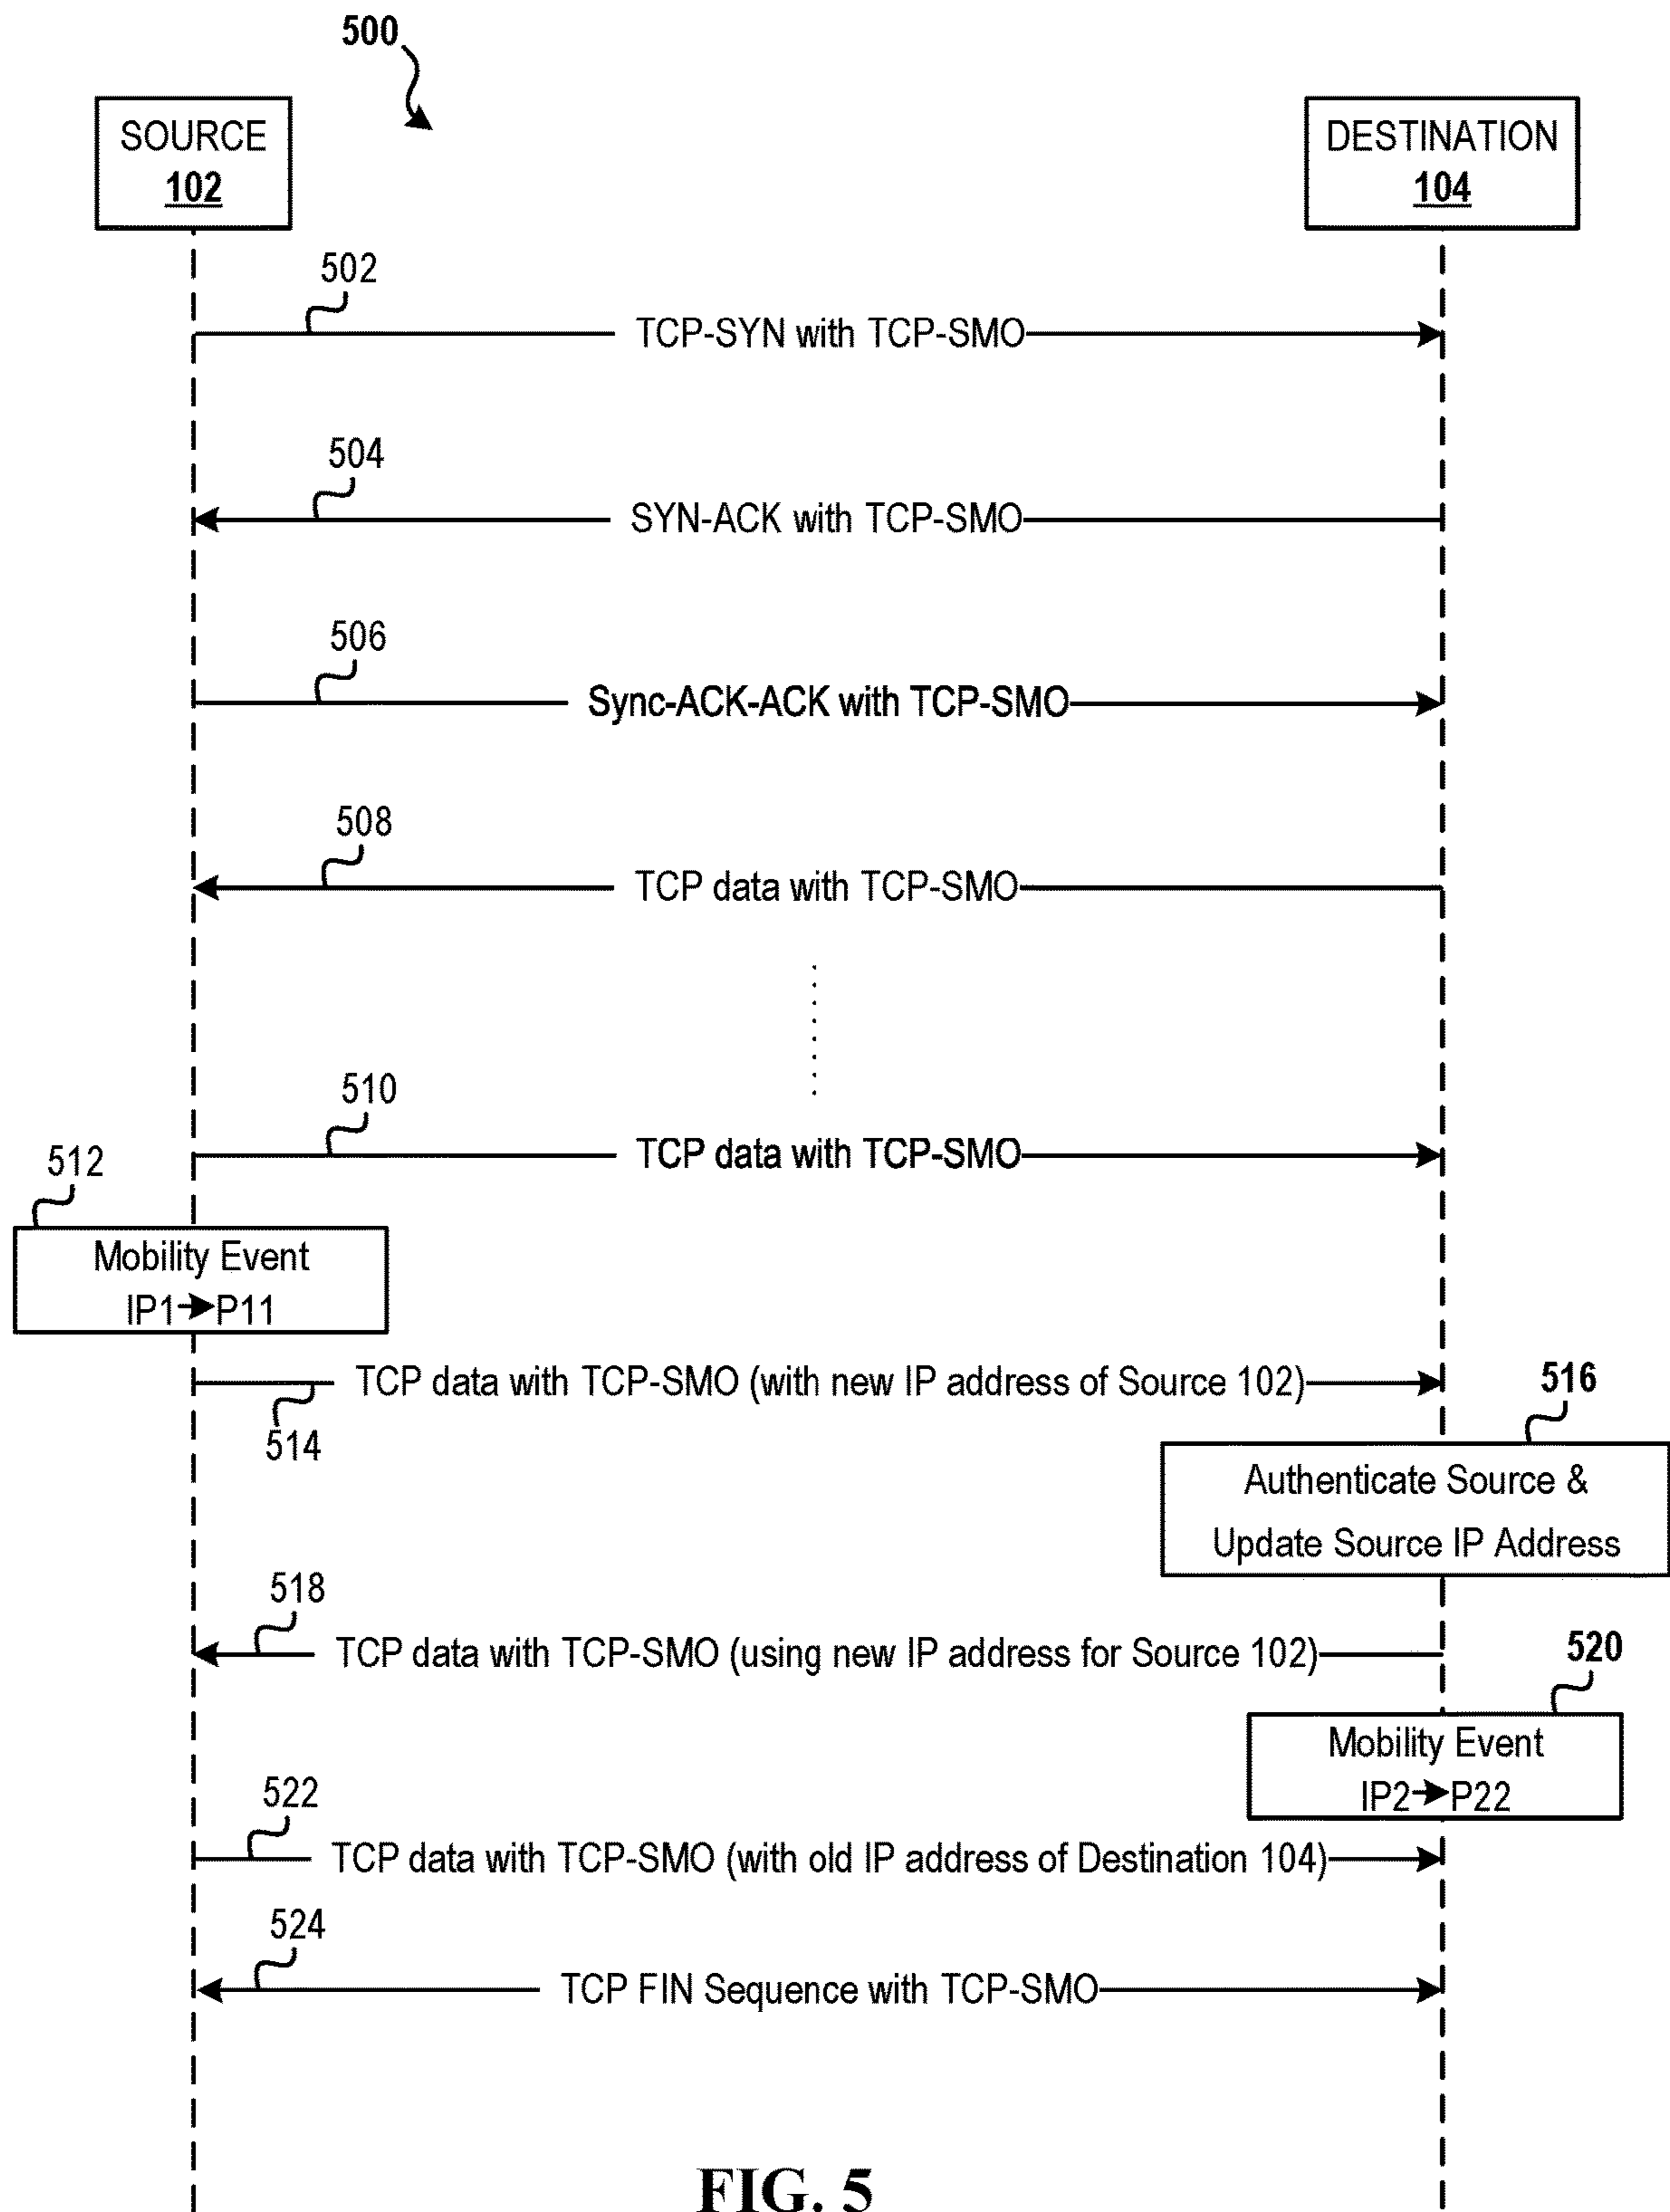 500
SOURCE
102
DESTINATION
104
502
TCP-SYN with TCP-SMO
504
SYN-ACK with TCP-SMO
506
Sync-ACK-ACK with TCP-SMO
508
TCP data with TCP-SMO
510
TCP data with TCP-SMO
512
Mobility Event
IP1→P11
TCP data with TCP-SMO (with new IP address of Source 102)
514
516
Authenticate Source &
Update Source IP Address
518
TCP data with TCP-SMO (using new IP address for Source 102)
520
Mobility Event
IP2→P22
522
TCP data with TCP-SMO (with old IP address of Destination 104)
524
TCP FIN Sequence with TCP-SMO
FIG. 5